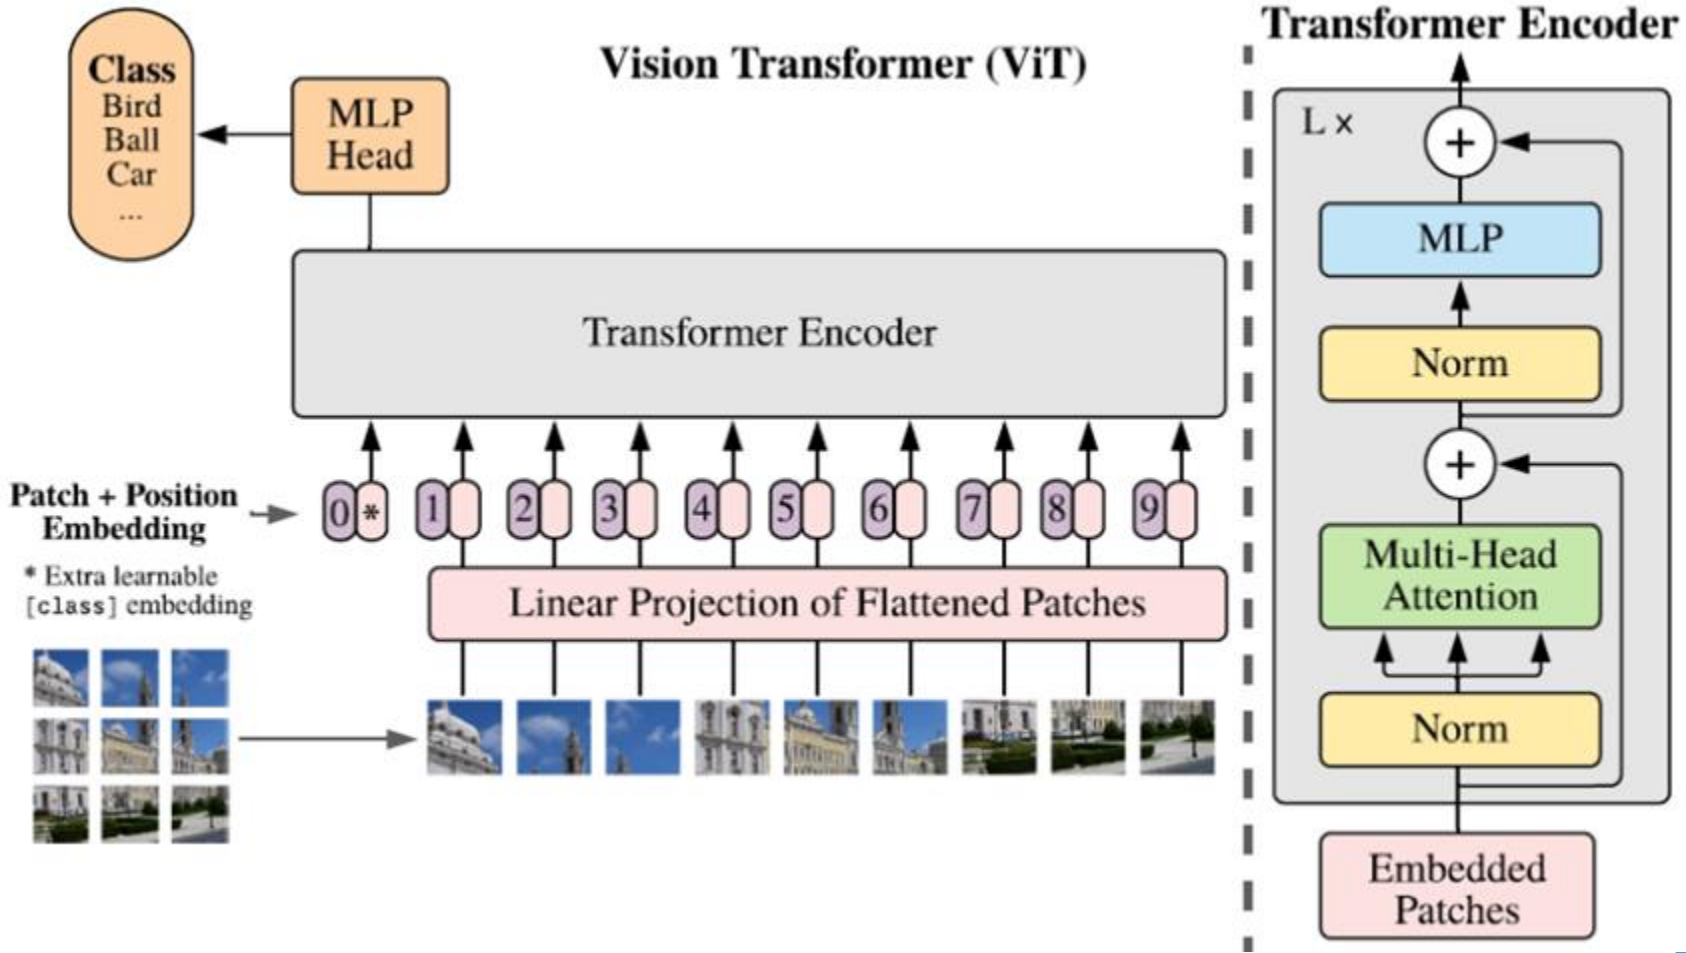 Vision Transformer (ViT)
Class
Bird
Ball
Car
...
MLP
Head
Transformer Encoder
Patch + Position
Embedding
0 *
1
2
3
4
5
6
7
8
9
* Extra learnable
[class] embedding
Linear Projection of Flattened Patches
Transformer Encoder
L x
+
MLP
Norm
+
Multi-Head
Attention
Norm
Embedded
Patches